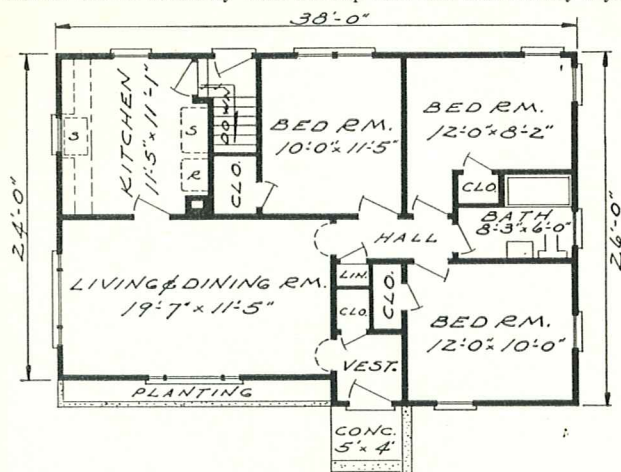 38'-0"
24'-0"
KITCHEN
11'-5" x 11'-1"
S
S
R
DOWN
CLO.
BED RM.
10'-0" x 11'-5"
BED RM.
12'-0" x 8'-2"
CLO.
BATH
8'-3" x 6'-0"
HALL
26'-0"
LIVING & DINING RM.
19'-7" x 11'-5"
LIN.
CLO.
CLO.
VEST.
BED RM.
12'-0" x 10'-0"
PLANTING
CONC.
5' x 4'